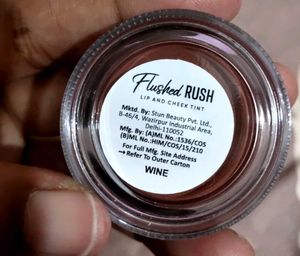 Flushed RUSH
LIP AND CHEEK TINT
Mktd. By: Stun Beauty Pvt. Ltd.,
B-46/4, Wazirpur Industrial Area,
Delhi-110052
Mfg. By: (A)ML No.:1536/COS
(B)ML No.:HIM/COS/15/210
For Full Mfg. Site Address
→ Refer To Outer Carton
WINE